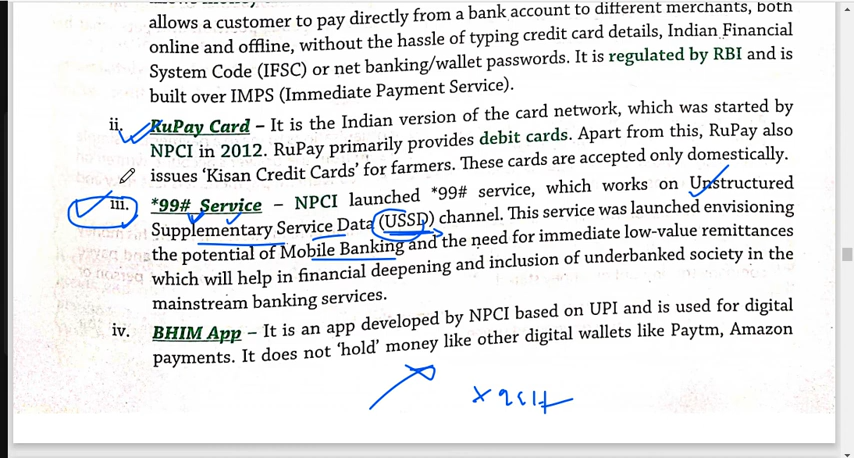 allows a customer to pay directly from a bank account to different merchants, both
online and offline, without the hassle of typing credit card details, Indian Financial
System Code (IFSC) or net banking/wallet passwords. It is regulated by RBI and is
built over IMPS (Immediate Payment Service).
ii. RuPay Card – It is the Indian version of the card network, which was started by
NPCI in 2012. RuPay primarily provides debit cards. Apart from this, RuPay also
issues ‘Kisan Credit Cards’ for farmers. These cards are accepted only domestically.
iii. *99# Service – NPCI launched *99# service, which works on Unstructured
Supplementary Service Data (USSD) channel. This service was launched envisioning
the potential of Mobile Banking and the need for immediate low-value remittances
which will help in financial deepening and inclusion of underbanked society in the
mainstream banking services.
iv. BHIM App – It is an app developed by NPCI based on UPI and is used for digital
payments. It does not ‘hold’ money like other digital wallets like Paytm, Amazon